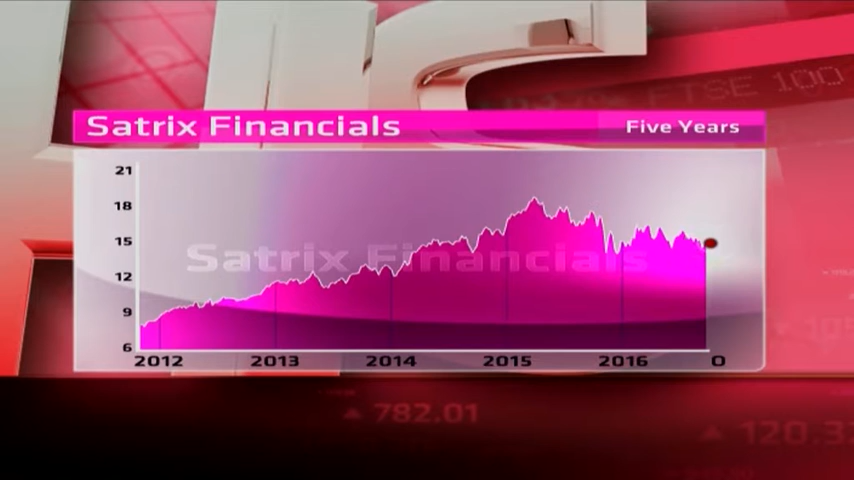 FTSE 100
Satrix Financials
Five Years
21
18
15
12
9
6
Satrix Financials
2012 2013 2014 2015 2016 O
782.01